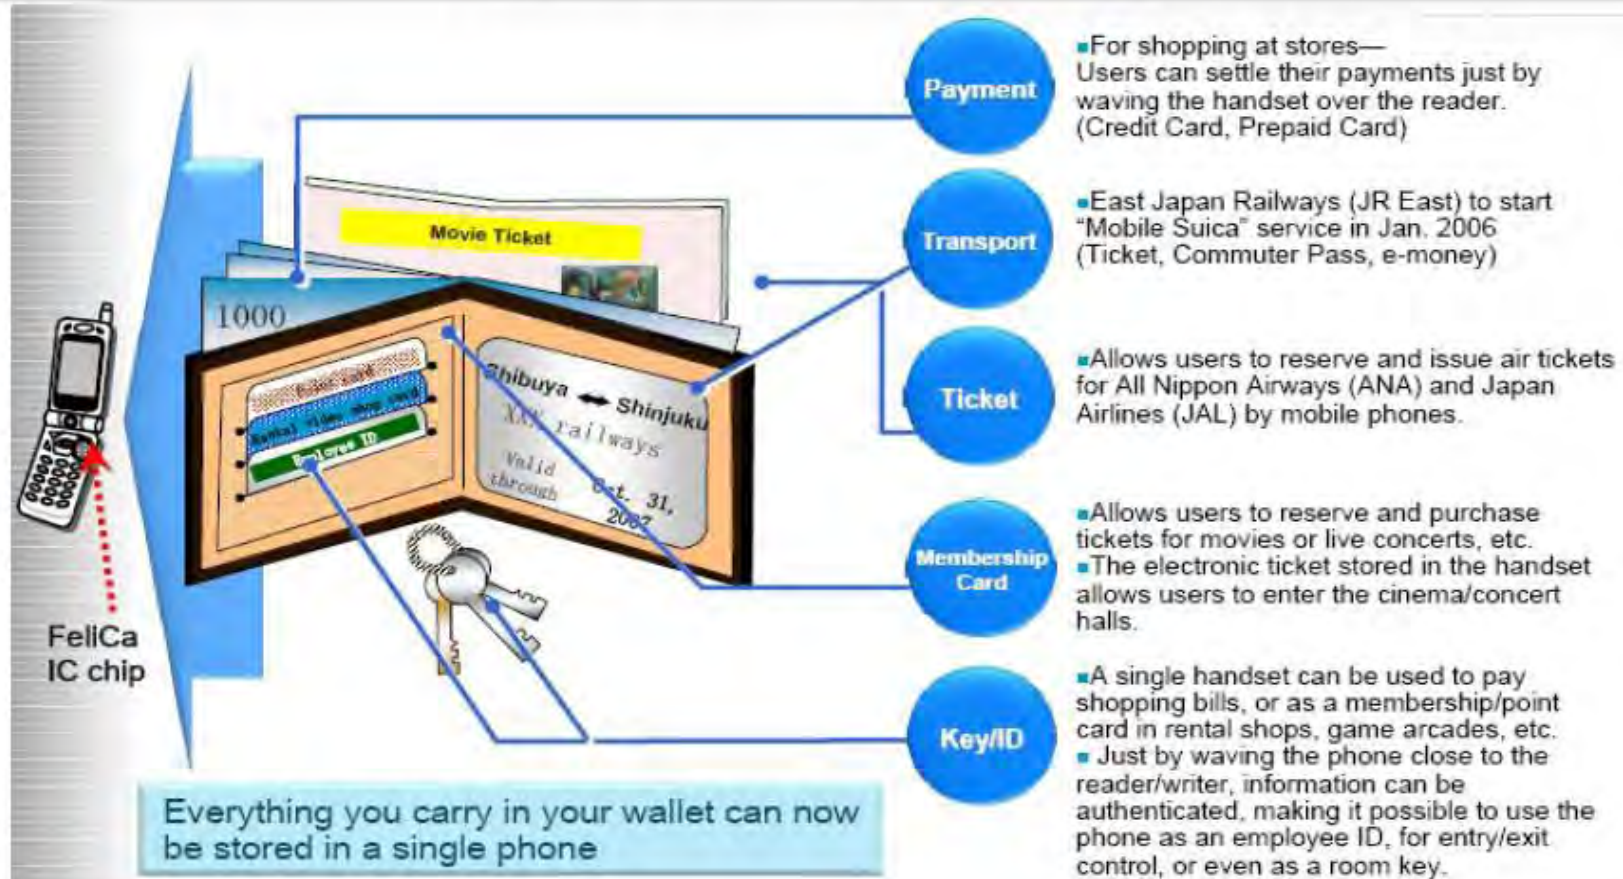 Payment
■For shopping at stores—
Users can settle their payments just by
waving the handset over the reader.
(Credit Card, Prepaid Card)
Transport
■East Japan Railways (JR East) to start
"Mobile Suica" service in Jan. 2006
(Ticket, Commuter Pass, e-money)
Ticket
■Allows users to reserve and issue air tickets
for All Nippon Airways (ANA) and Japan
Airlines (JAL) by mobile phones.
Membership
Card
■Allows users to reserve and purchase
tickets for movies or live concerts, etc.
■The electronic ticket stored in the handset
allows users to enter the cinema/concert
halls.
Key/ID
■A single handset can be used to pay
shopping bills, or as a membership/point
card in rental shops, game arcades, etc.
■ Just by waving the phone close to the
reader/writer, information can be
authenticated, making it possible to use the
phone as an employee ID, for entry/exit
control, or even as a room key.
Movie Ticket
1000
Point card
Rental video shop card
Employee ID
Shibuya ↔ Shinjuku
XXX railways
Valid
through
Oct. 31,
2007
FeliCa
IC chip
Everything you carry in your wallet can now
be stored in a single phone